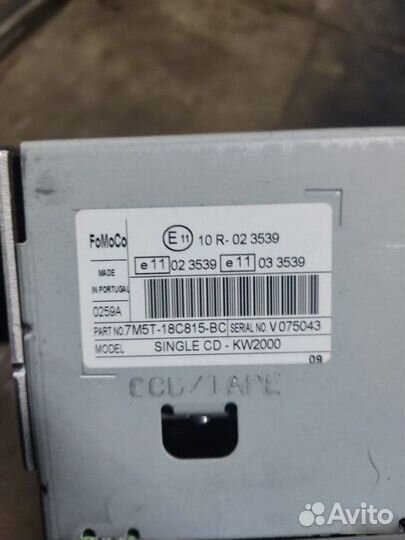 FoMoCo
E11 10 R- 02 3539
MADE IN PORTUGAL
e11 02 3539 e11 03 3539
0259A
PART NO. 7M5T-18C815-BC SERIAL NO. V 075043
MODEL SINGLE CD - KW2000
09
CCD/TAPE
Avito